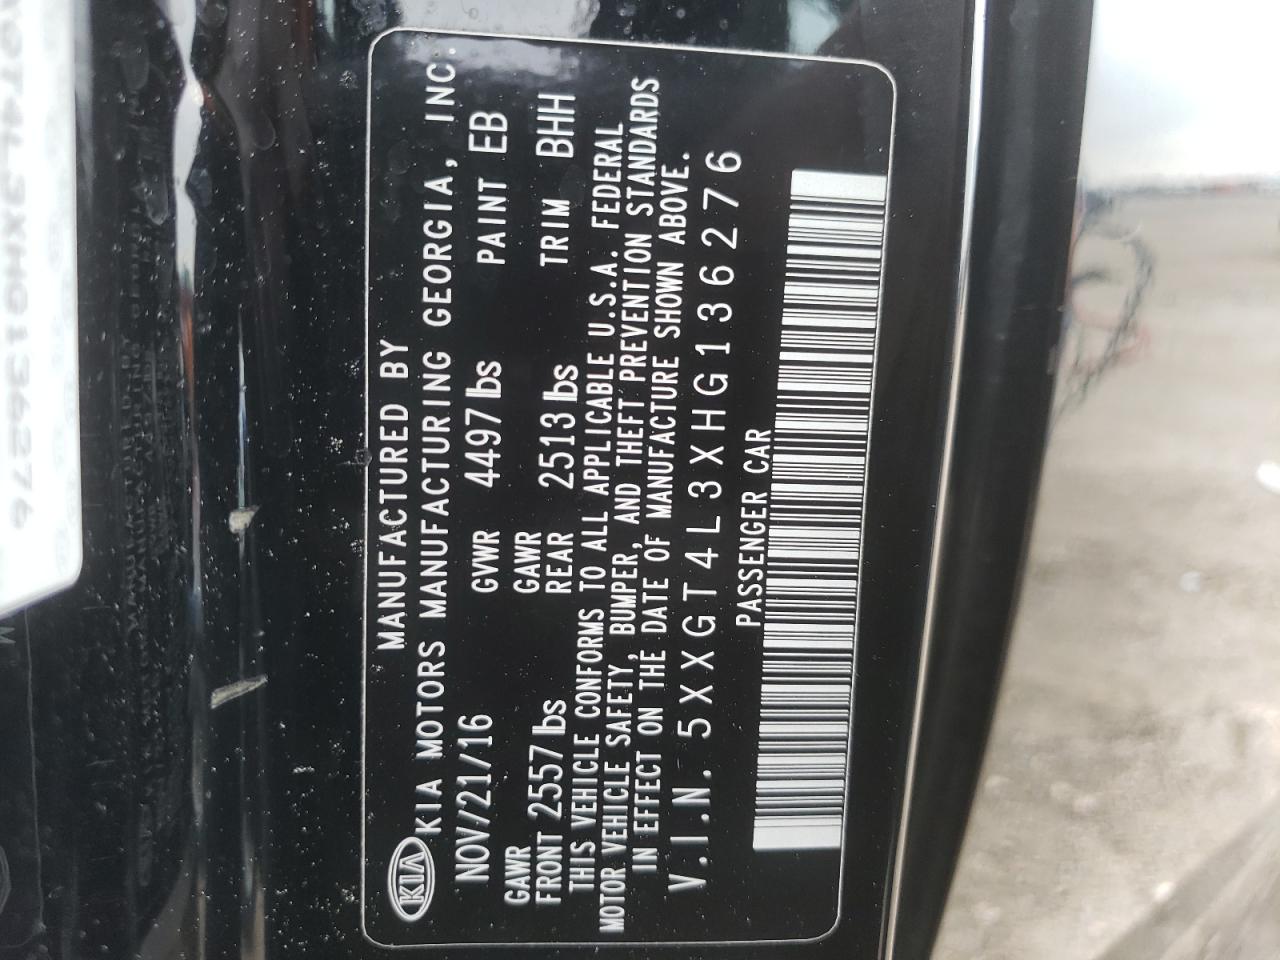 MANUFACTURED BY
KIA KIA MOTORS MANUFACTURING GEORGIA, INC.
NOV/21/16 GVWR 4497 lbs PAINT EB
GAWR FRONT 2557 lbs GAWR REAR 2513 lbs TRIM BHH
THIS VEHICLE CONFORMS TO ALL APPLICABLE U.S.A. FEDERAL
MOTOR VEHICLE SAFETY, BUMPER, AND THEFT PREVENTION STANDARDS
IN EFFECT ON THE DATE OF MANUFACTURE SHOWN ABOVE.
V.I.N. 5XXGT4L3XHG136276
PASSENGER CAR